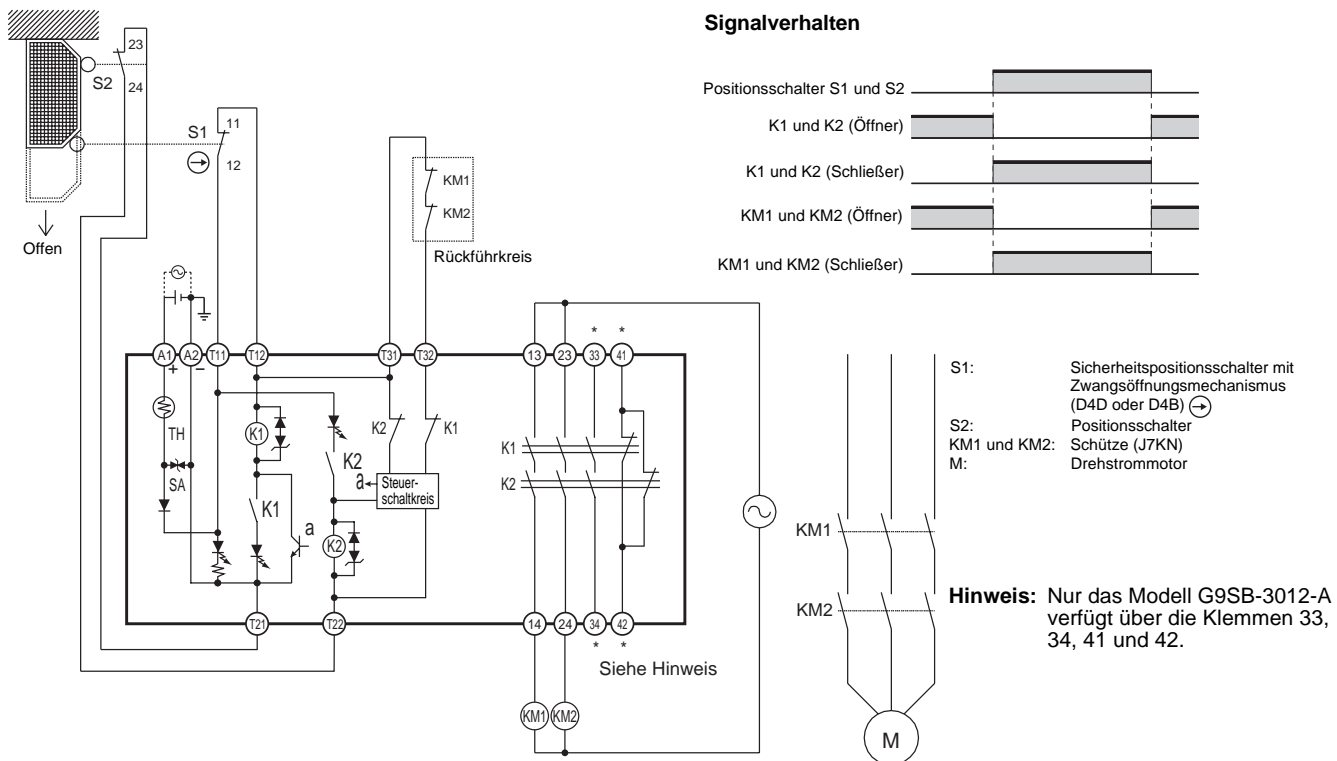 Signalverhalten
Positionsschalter S1 und S2
K1 und K2 (Öffner)
K1 und K2 (Schließer)
KM1 und KM2 (Öffner)
KM1 und KM2 (Schließer)
23
S2
24
S1
11
12
Offen
KM1
KM2
Rückführkreis
* *
A1 A2 T11 T12 T31 T32 13 23 33 41
+ −
TH
SA
K1
K1
a
K2
K2
K2
K1
a
Steuer-
schaltkreis
K1
K2
T21 T22 14 24 34 42
* *
Siehe Hinweis
KM1 KM2
S1: Sicherheitspositionsschalter mit
Zwangsöffnungsmechanismus
(D4D oder D4B)
S2: Positionsschalter
KM1 und KM2: Schütze (J7KN)
M: Drehstrommotor
KM1
KM2
M
Hinweis: Nur das Modell G9SB-3012-A
verfügt über die Klemmen 33,
34, 41 und 42.